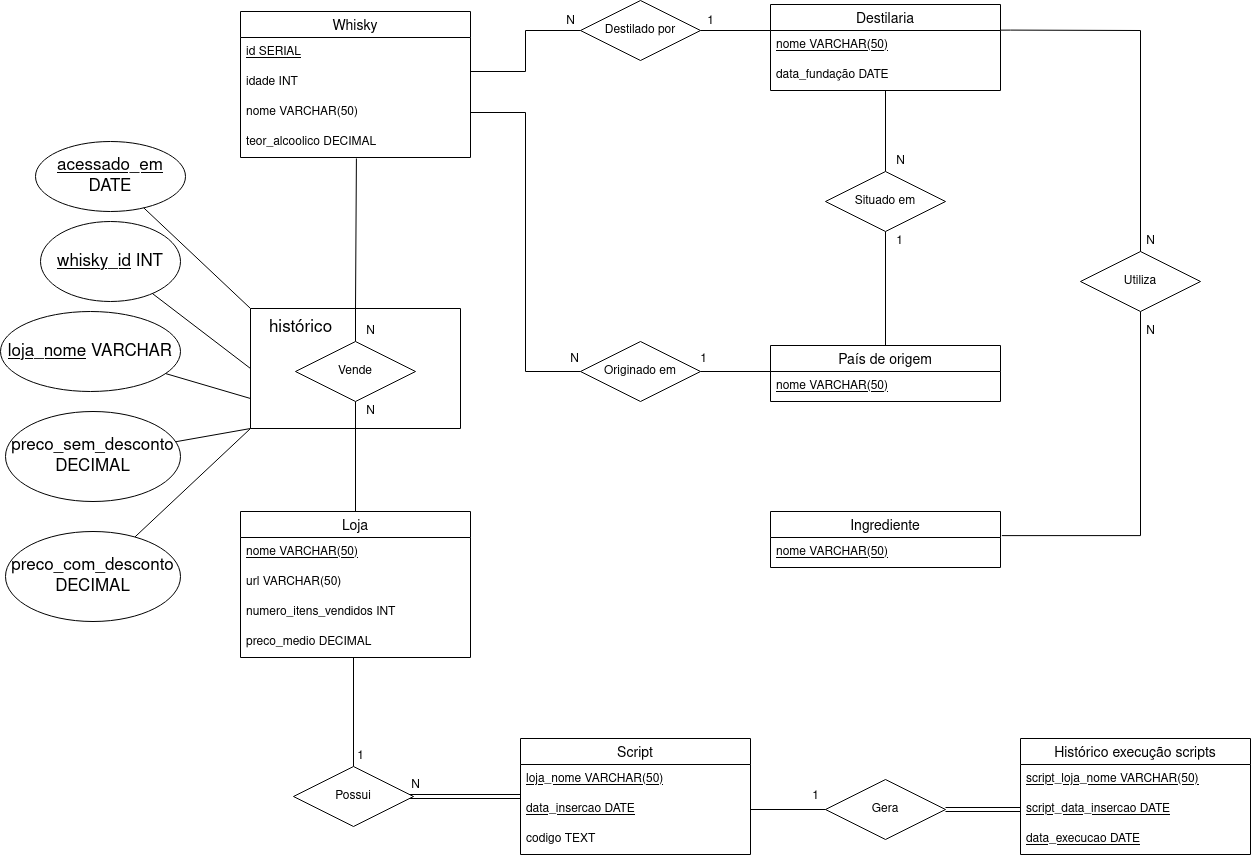 Whisky
id SERIAL
idade INT
nome VARCHAR(50)
teor_alcoolico DECIMAL
N
Destilado por
1
Destilaria
nome VARCHAR(50)
data_fundação DATE
acessado_em
DATE
whisky_id INT
loja_nome VARCHAR
preco_sem_desconto
DECIMAL
preco_com_desconto
DECIMAL
histórico
N
Vende
N
N
Situado em
1
N
Utiliza
N
N
Originado em
1
País de origem
nome VARCHAR(50)
Ingrediente
nome VARCHAR(50)
Loja
nome VARCHAR(50)
url VARCHAR(50)
numero_itens_vendidos INT
preco_medio DECIMAL
1
Possui
N
Script
loja_nome VARCHAR(50)
data_insercao DATE
codigo TEXT
1
Gera
Histórico execução scripts
script_loja_nome VARCHAR(50)
script_data_insercao DATE
data_execucao DATE